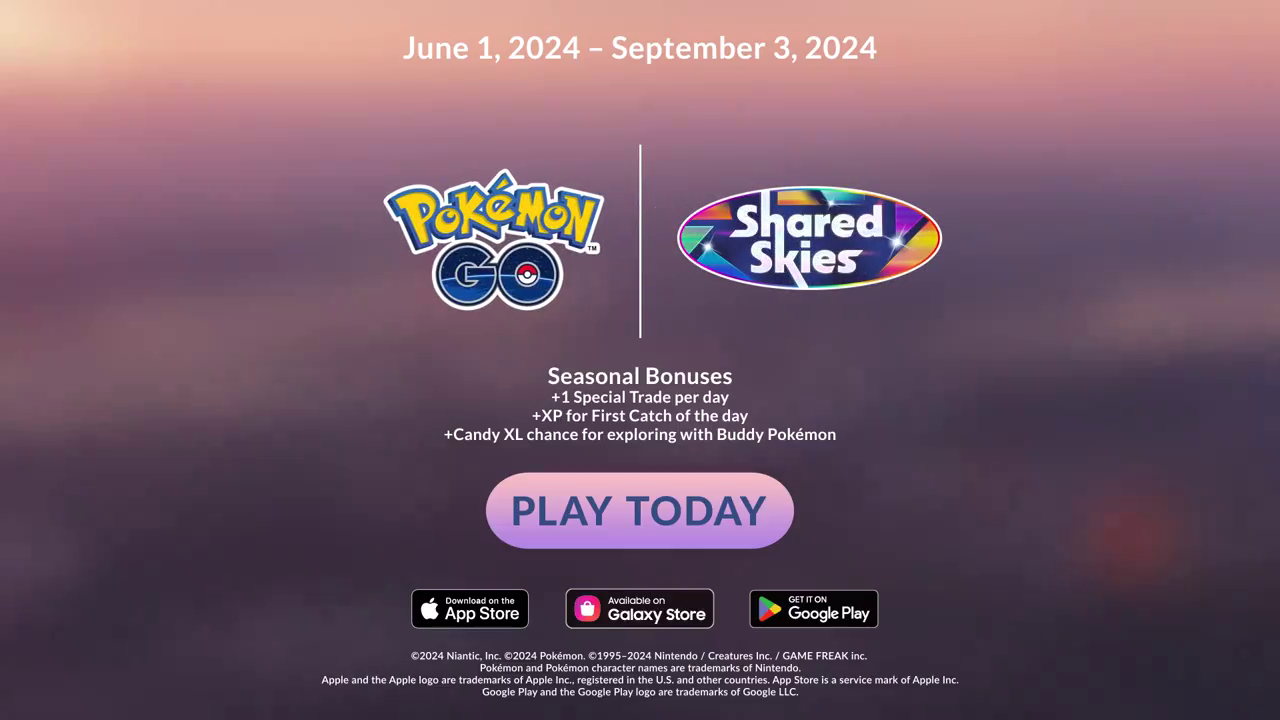 June 1, 2024 – September 3, 2024
POKéMON
GO
TM
Shared
Skies
Seasonal Bonuses
+1 Special Trade per day
+XP for First Catch of the day
+Candy XL chance for exploring with Buddy Pokémon
PLAY TODAY
Download on the
App Store
Available on
Galaxy Store
GET IT ON
Google Play
©2024 Niantic, Inc. ©2024 Pokémon. ©1995–2024 Nintendo / Creatures Inc. / GAME FREAK inc.
Pokémon and Pokémon character names are trademarks of Nintendo.
Apple and the Apple logo are trademarks of Apple Inc., registered in the U.S. and other countries. App Store is a service mark of Apple Inc.
Google Play and the Google Play logo are trademarks of Google LLC.